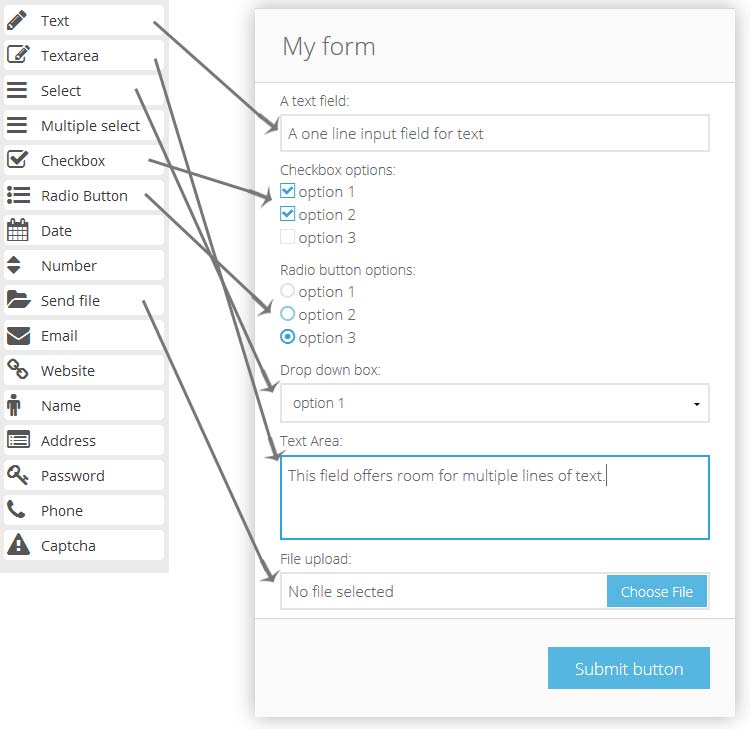 Text
Textarea
Select
Multiple select
Checkbox
Radio Button
Date
Number
Send file
Email
Website
Name
Address
Password
Phone
Captcha
My form
A text field:
A one line input field for text
Checkbox options:
option 1
option 2
option 3
Radio button options:
option 1
option 2
option 3
Drop down box:
option 1
Text Area:
This field offers room for multiple lines of text.
File upload:
No file selected
Choose File
Submit button